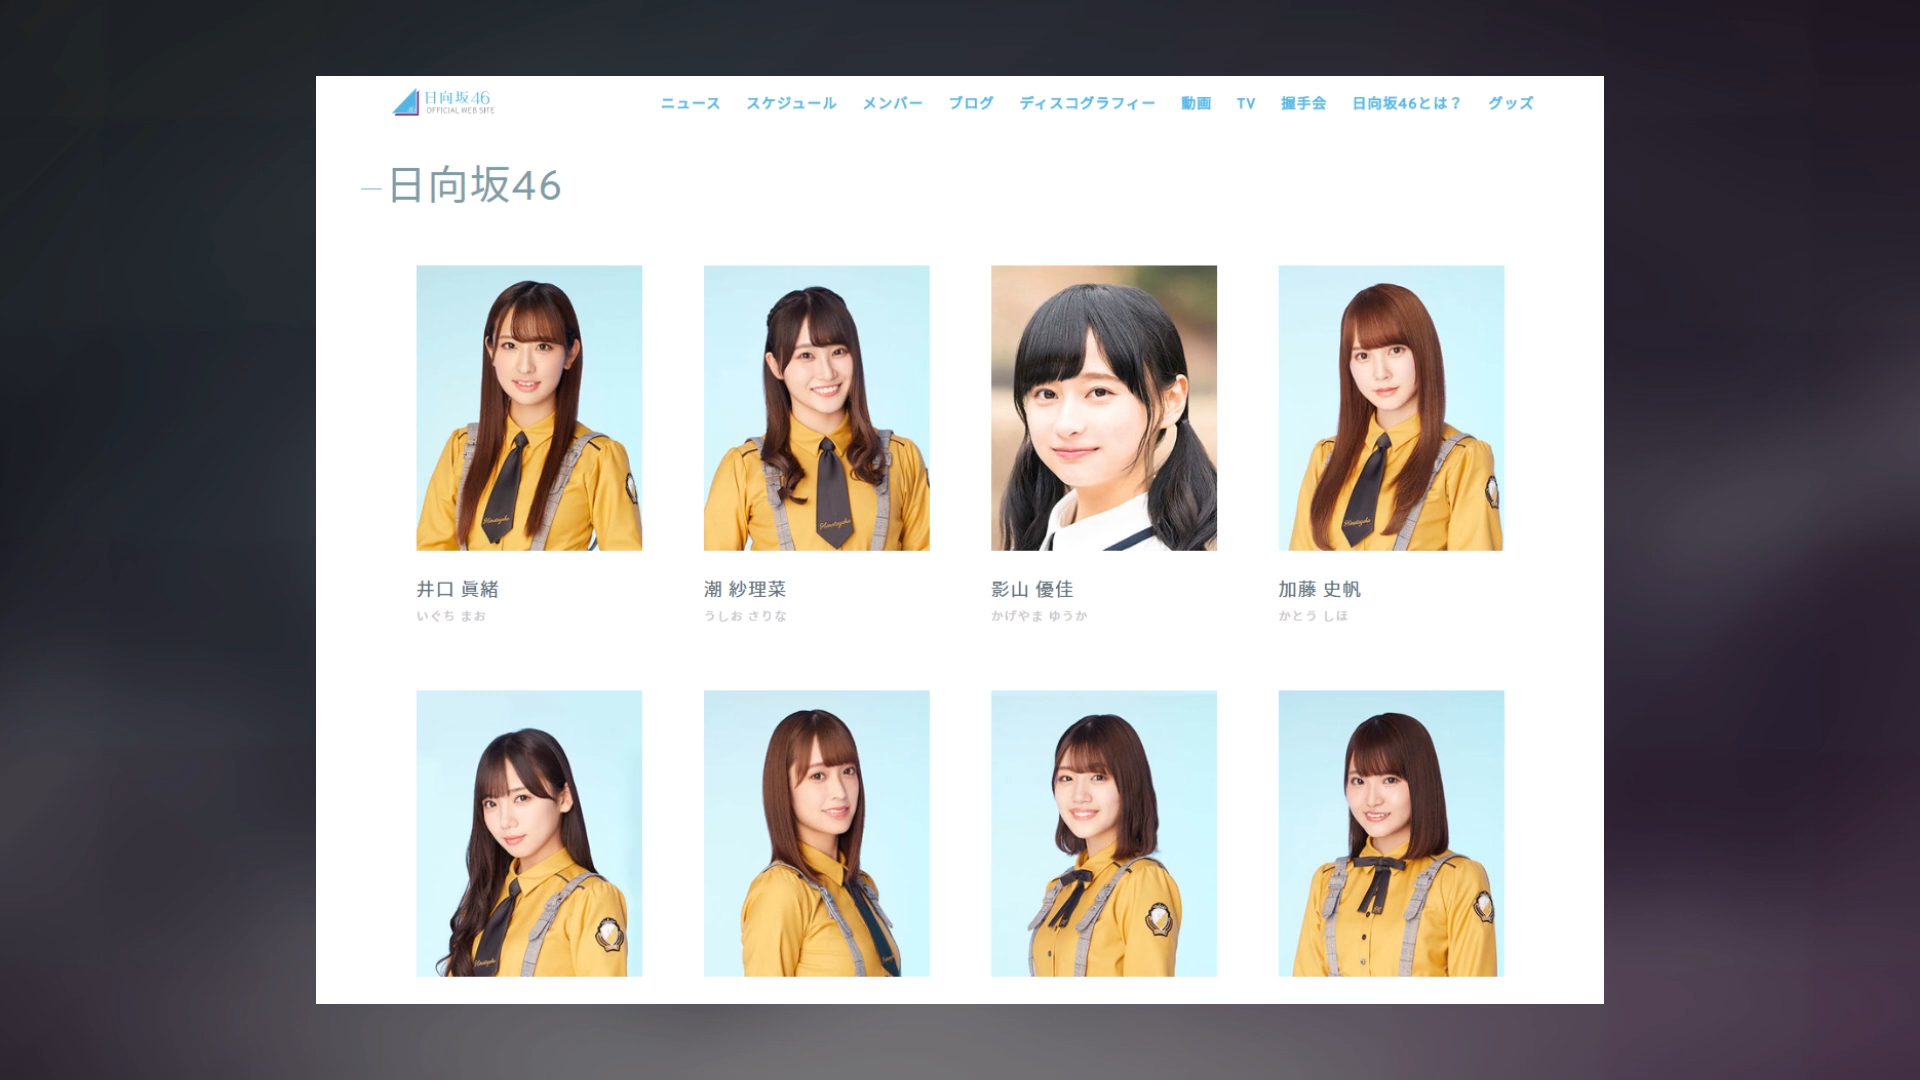 日向坂46
OFFICIAL WEB SITE
ニュース スケジュール メンバー ブログ ディスコグラフィー 動画 TV 握手会 日向坂46とは？ グッズ
日向坂46
井口 眞緒
いぐち まお
潮 紗理菜
うしお さりな
影山 優佳
かげやま ゆうか
加藤 史帆
かとう しほ